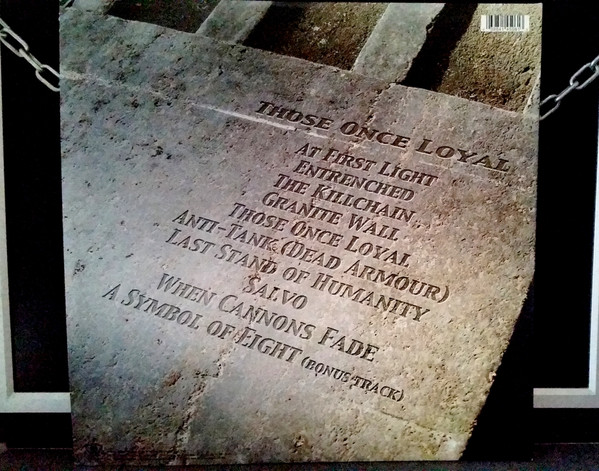 THOSE ONCE LOYAL
AT FIRST LIGHT
ENTRENCHED
THE KILLCHAIN
GRANITE WALL
THOSE ONCE LOYAL
ANTI-TANK (DEAD ARMOUR)
LAST STAND OF HUMANITY
SALVO
WHEN CANNONS FADE
A SYMBOL OF EIGHT (BONUS TRACK)